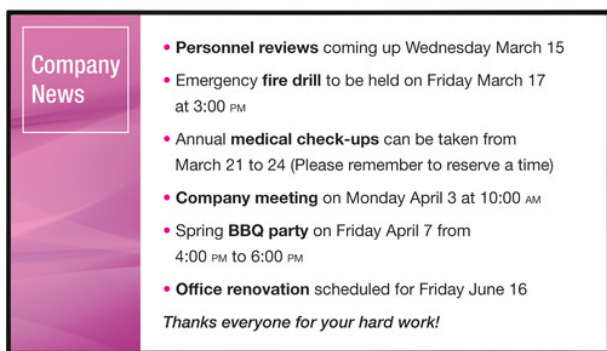 Company
News
• Personnel reviews coming up Wednesday March 15
• Emergency fire drill to be held on Friday March 17
at 3:00 PM
• Annual medical check-ups can be taken from
March 21 to 24 (Please remember to reserve a time)
• Company meeting on Monday April 3 at 10:00 AM
• Spring BBQ party on Friday April 7 from
4:00 PM to 6:00 PM
• Office renovation scheduled for Friday June 16
Thanks everyone for your hard work!